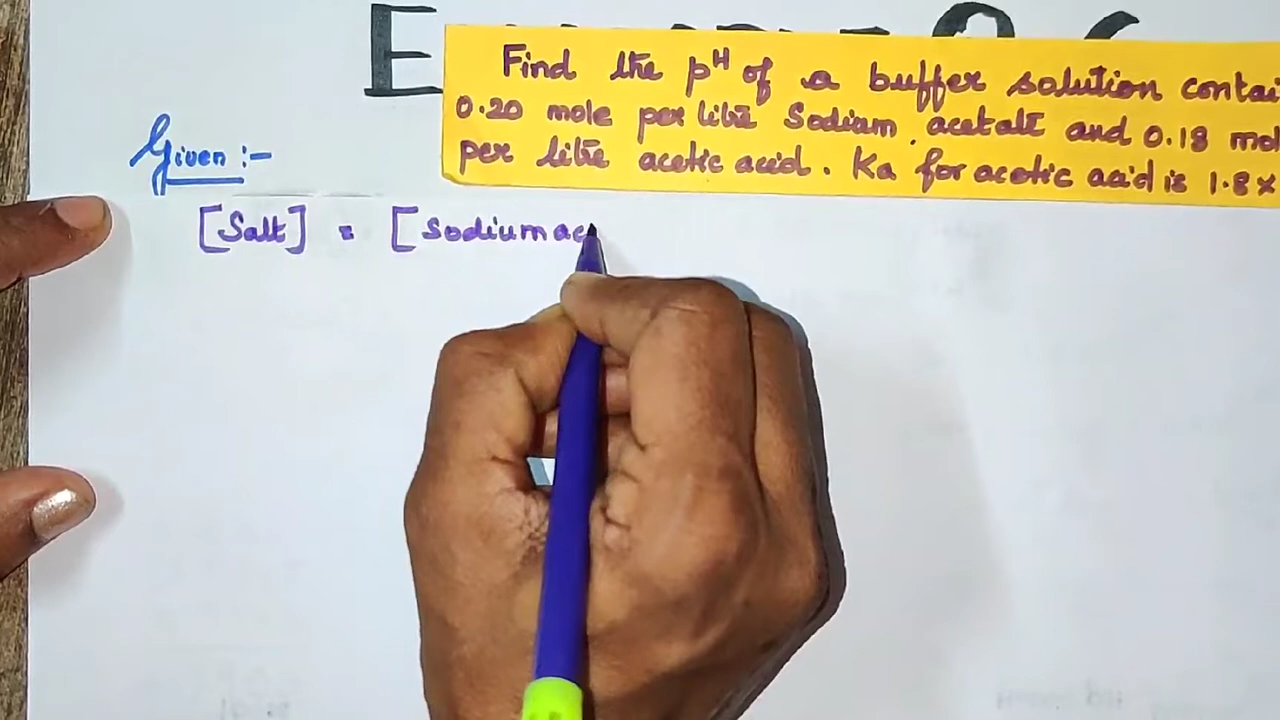 E
Find the pH of a buffer solution contai
0.20 mole per litre Sodium acetate and 0.18 mol
per litre acetic acid. Ka for acetic acid is 1.8 x
Given :-
[Salt] = [Sodium ac